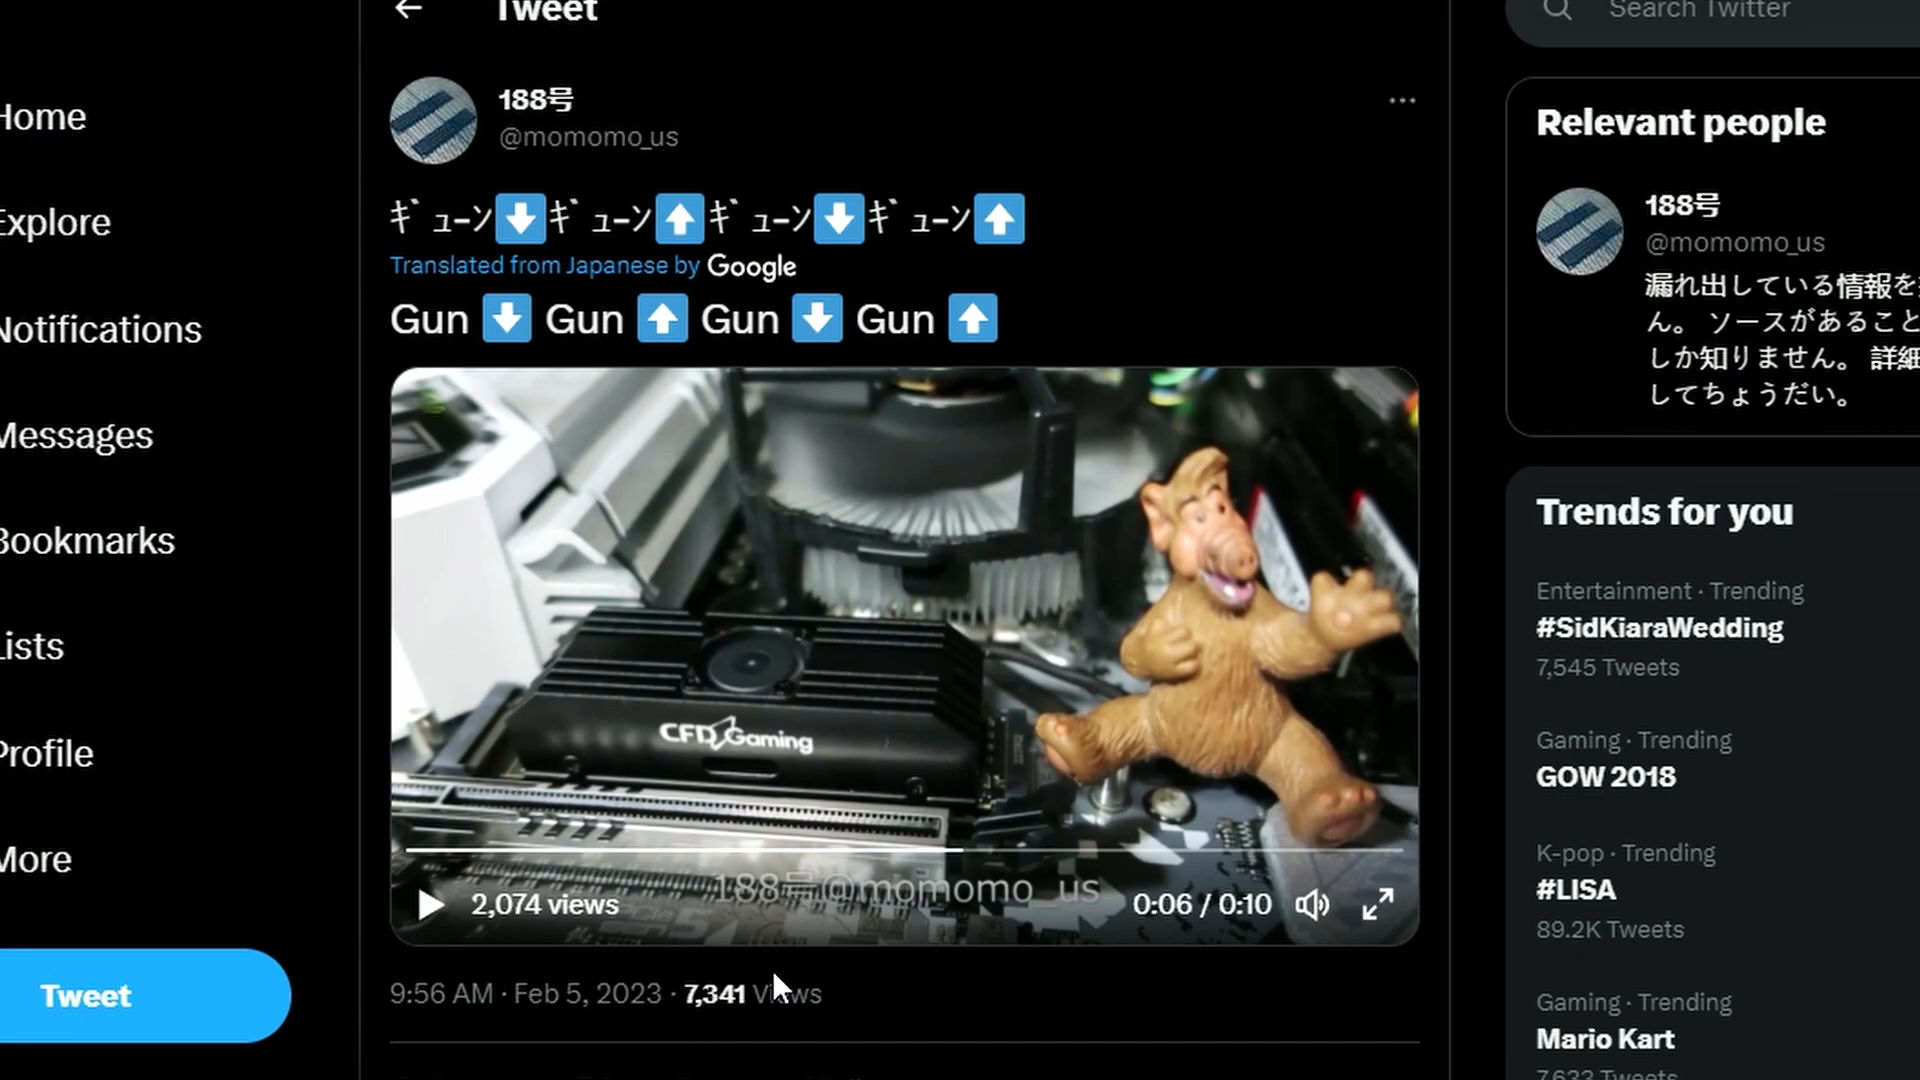 Tweet
Search Twitter
Home
Explore
Notifications
Messages
Bookmarks
Lists
Profile
More
Tweet
188号
@momomo_us
ｷﾞｭｰﾝ⬇️ｷﾞｭｰﾝ⬆️ｷﾞｭｰﾝ⬇️ｷﾞｭｰﾝ⬆️
Translated from Japanese by Google
Gun ⬇️ Gun ⬆️ Gun ⬇️ Gun ⬆️
CFD Gaming
188号@momomo_us
2,074 views
0:06 / 0:10
9:56 AM · Feb 5, 2023 · 7,341 Views
Relevant people
188号
@momomo_us
漏れ出している情報を
ん。 ソースがあること
しか知りません。 詳細
してちょうだい。
Trends for you
Entertainment · Trending
#SidKiaraWedding
7,545 Tweets
Gaming · Trending
GOW 2018
K-pop · Trending
#LISA
89.2K Tweets
Gaming · Trending
Mario Kart
7,633 Tweets